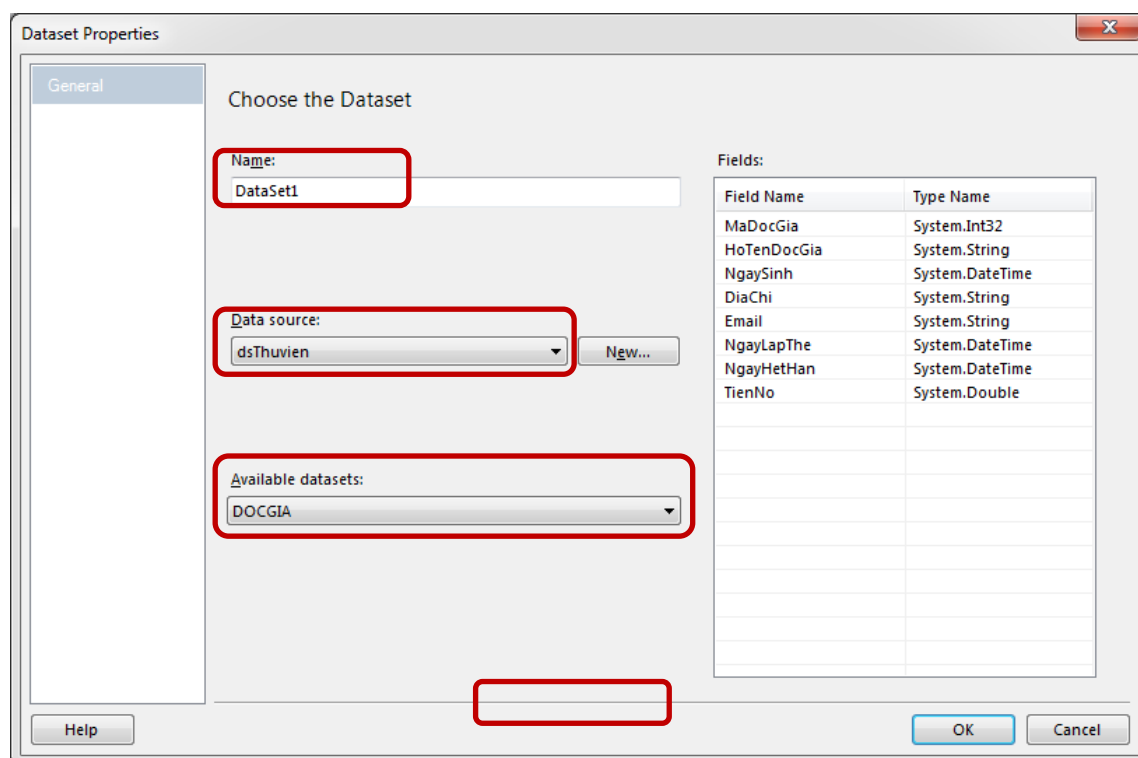 Dataset Properties
General
Choose the Dataset
Name:
DataSet1
Data source:
dsThuvien
New...
Available datasets:
DOCGIA
Fields:
Field Name Type Name
MaDocGia System.Int32
HoTenDocGia System.String
NgaySinh System.DateTime
DiaChi System.String
Email System.String
NgayLapThe System.DateTime
NgayHetHan System.DateTime
TienNo System.Double
Help
OK
Cancel